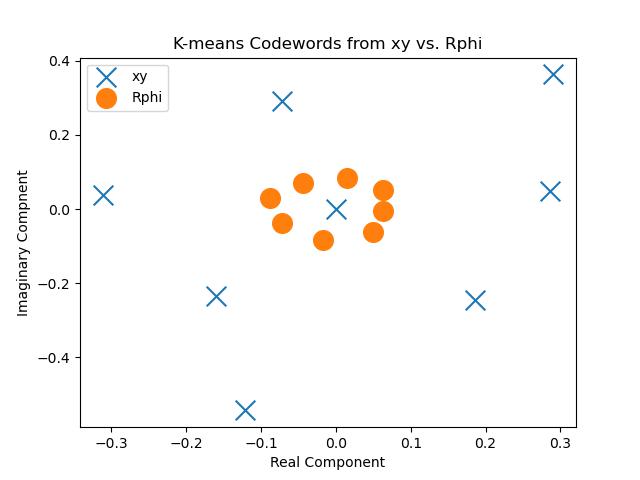 K-means Codewords from xy vs. Rphi
xy
Rphi
0.4
0.2
0.0
−0.2
−0.4
Imaginary Compnent
−0.3
−0.2
−0.1
0.0
0.1
0.2
0.3
Real Component